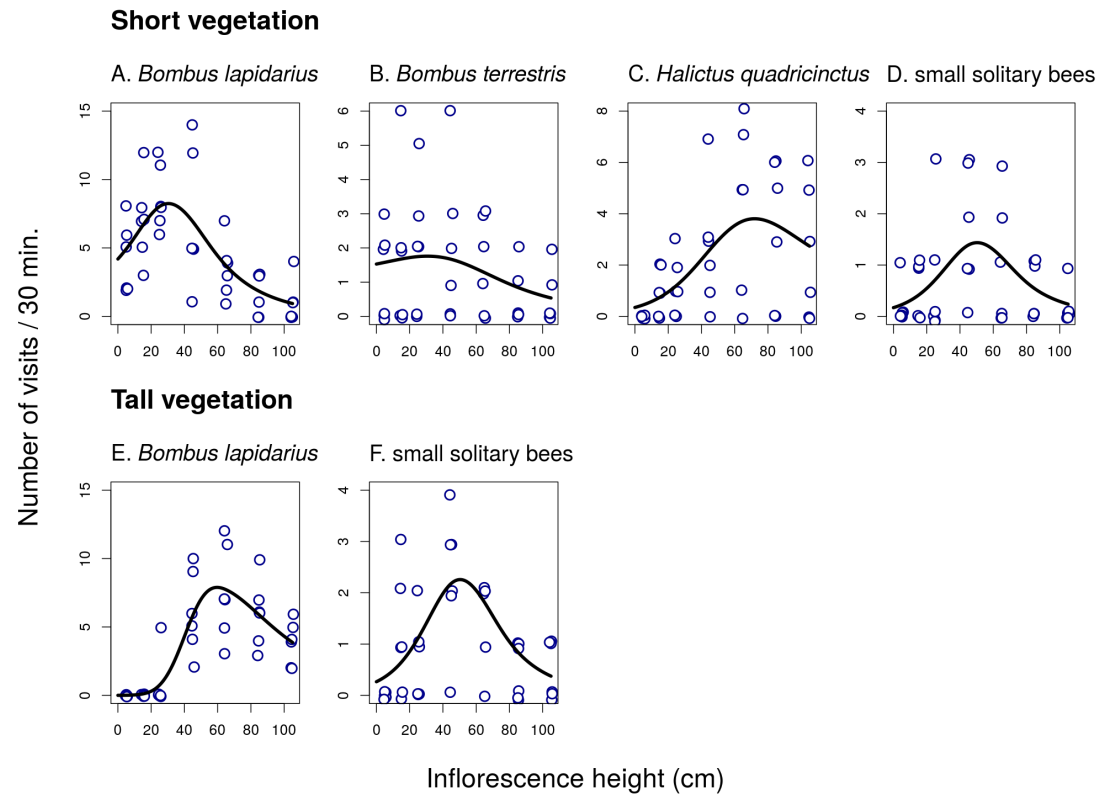 Short vegetation
A. Bombus lapidarius
B. Bombus terrestris
C. Halictus quadricinctus
D. small solitary bees
15
10
5
0
0 20 40 60 80 100
6
5
4
3
2
1
0
0 20 40 60 80 100
8
6
4
2
0
0 20 40 60 80 100
4
3
2
1
0
0 20 40 60 80 100
Number of visits / 30 min.
Tall vegetation
E. Bombus lapidarius
F. small solitary bees
15
10
5
0
0 20 40 60 80 100
4
3
2
1
0
0 20 40 60 80 100
Inflorescence height (cm)